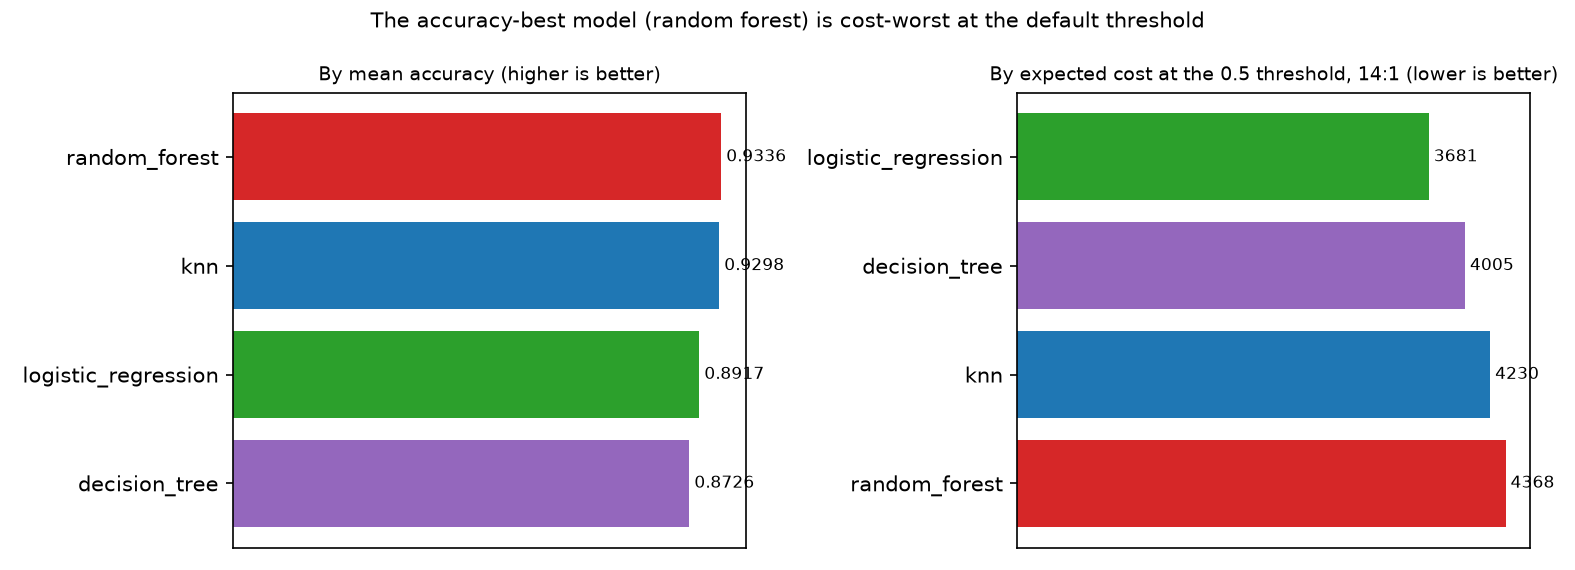 The accuracy-best model (random forest) is cost-worst at the default threshold
By mean accuracy (higher is better)
random_forest
0.9336
knn
0.9298
logistic_regression
0.8917
decision_tree
0.8726
By expected cost at the 0.5 threshold, 14:1 (lower is better)
logistic_regression
3681
decision_tree
4005
knn
4230
random_forest
4368